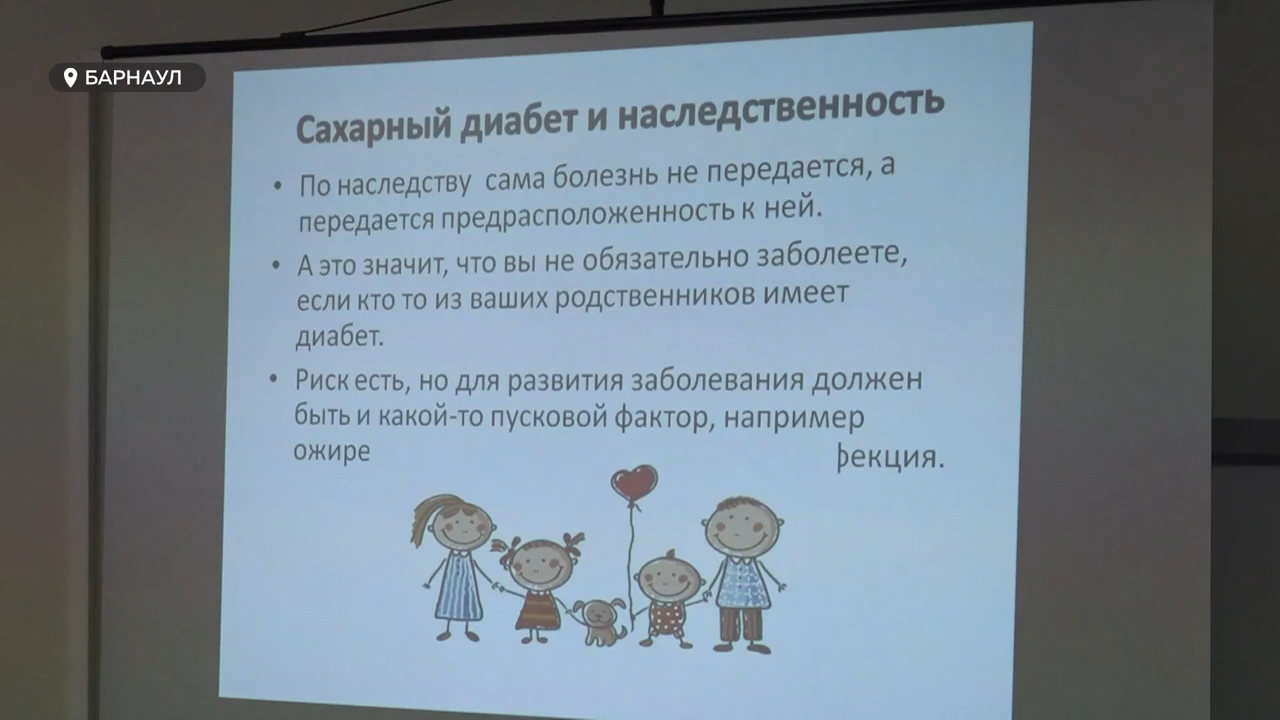 БАРНАУЛ
Сахарный диабет и наследственность
• По наследству сама болезнь не передается, а
передается предрасположенность к ней.
• А это значит, что вы не обязательно заболеете,
если кто то из ваших родственников имеет
диабет.
• Риск есть, но для развития заболевания должен
быть и какой-то пусковой фактор, например